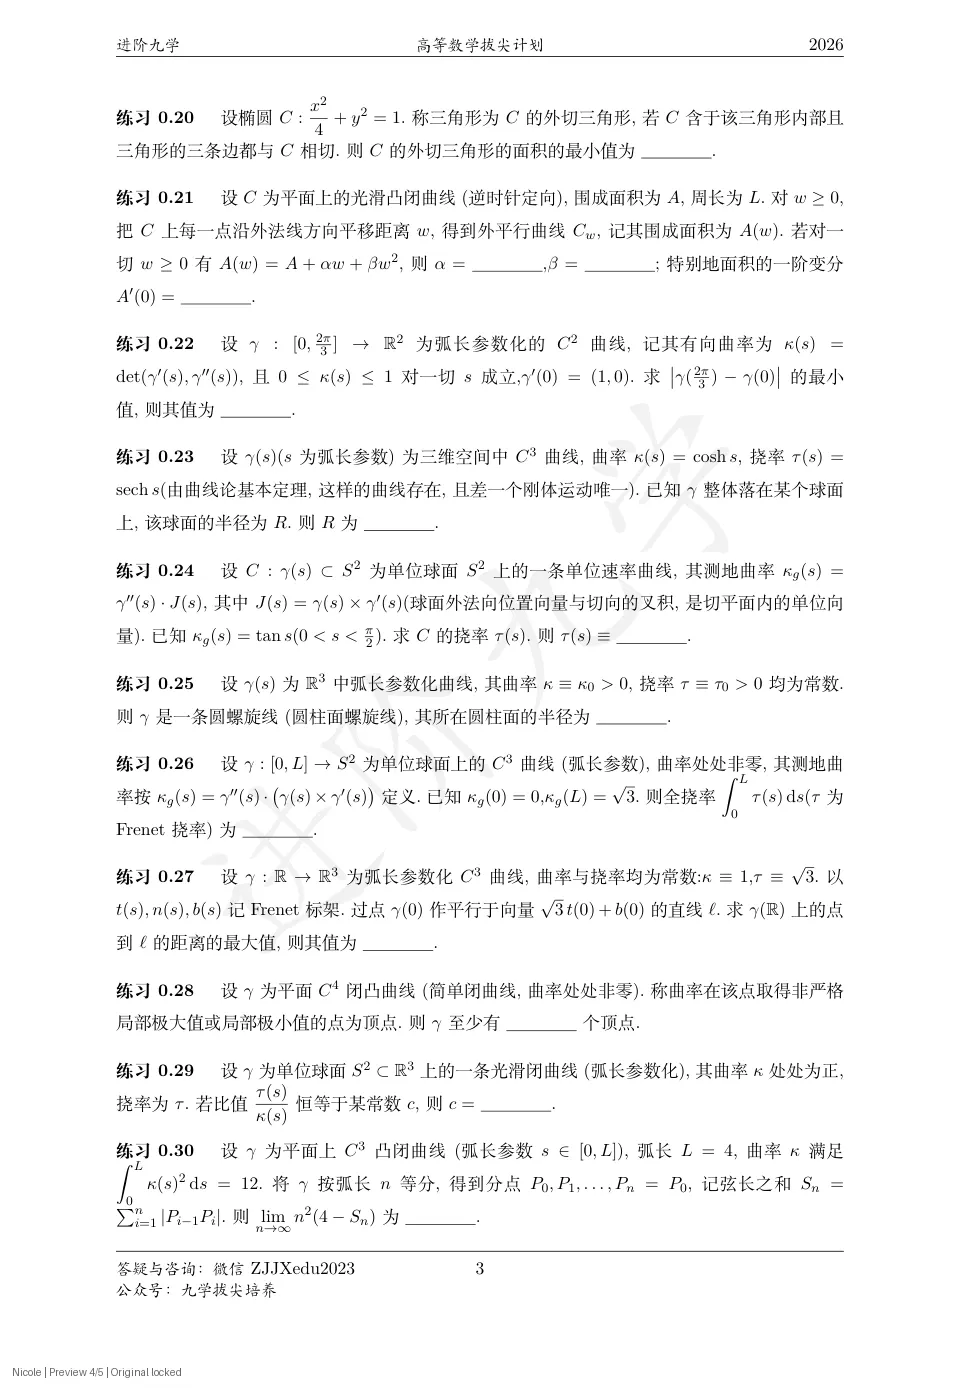 进阶九学 高等数学拔尖计划 2026
练习 0.20 设椭圆 C : x²/4 + y² = 1. 称三角形为 C 的外切三角形, 若 C 含于该三角形内部且
三角形的三条边都与 C 相切. 则 C 的外切三角形的面积的最小值为 ________.
练习 0.21 设 C 为平面上的光滑凸闭曲线 (逆时针定向), 围成面积为 A, 周长为 L. 对 w ≥ 0,
把 C 上每一点沿外法线方向平移距离 w, 得到外平行曲线 C_w, 记其围成面积为 A(w). 若对一
切 w ≥ 0 有 A(w) = A + αw + βw², 则 α = ________,β = ________; 特别地面积的一阶变分
A′(0) = ________.
练习 0.22 设 γ : [0, 2π/3] → ℝ² 为弧长参数化的 C² 曲线, 记其有向曲率为 κ(s) =
det(γ′(s), γ″(s)), 且 0 ≤ κ(s) ≤ 1 对一切 s 成立,γ′(0) = (1, 0). 求 |γ(2π/3) − γ(0)| 的最小
值, 则其值为 ________.
练习 0.23 设 γ(s)(s 为弧长参数) 为三维空间中 C³ 曲线, 曲率 κ(s) = cosh s, 挠率 τ(s) =
sech s(由曲线论基本定理, 这样的曲线存在, 且差一个刚体运动唯一). 已知 γ 整体落在某个球面
上, 该球面的半径为 R. 则 R 为 ________.
练习 0.24 设 C : γ(s) ⊂ S² 为单位球面 S² 上的一条单位速率曲线, 其测地曲率 κ_g(s) =
γ″(s) · J(s), 其中 J(s) = γ(s) × γ′(s)(球面外法向位置向量与切向的叉积, 是切平面内的单位向
量). 已知 κ_g(s) = tan s(0 < s < π/2). 求 C 的挠率 τ(s). 则 τ(s) ≡ ________.
练习 0.25 设 γ(s) 为 ℝ³ 中弧长参数化曲线, 其曲率 κ ≡ κ₀ > 0, 挠率 τ ≡ τ₀ > 0 均为常数.
则 γ 是一条圆螺旋线 (圆柱面螺旋线), 其所在圆柱面的半径为 ________.
练习 0.26 设 γ : [0, L] → S² 为单位球面上的 C³ 曲线 (弧长参数), 曲率处处非零, 其测地曲
率按 κ_g(s) = γ″(s) · (γ(s) × γ′(s)) 定义. 已知 κ_g(0) = 0,κ_g(L) = √3. 则全挠率 ∫₀ᴸ τ(s) ds(τ 为
Frenet 挠率) 为 ________.
练习 0.27 设 γ : ℝ → ℝ³ 为弧长参数化 C³ 曲线, 曲率与挠率均为常数:κ ≡ 1,τ ≡ √3. 以
t(s), n(s), b(s) 记 Frenet 标架. 过点 γ(0) 作平行于向量 √3 t(0) + b(0) 的直线 ℓ. 求 γ(ℝ) 上的点
到 ℓ 的距离的最大值, 则其值为 ________.
练习 0.28 设 γ 为平面 C⁴ 闭凸曲线 (简单闭曲线, 曲率处处非零). 称曲率在该点取得非严格
局部极大值或局部极小值的点为顶点. 则 γ 至少有 ________ 个顶点.
练习 0.29 设 γ 为单位球面 S² ⊂ ℝ³ 上的一条光滑闭曲线 (弧长参数化), 其曲率 κ 处处为正,
挠率为 τ. 若比值 τ(s)/κ(s) 恒等于某常数 c, 则 c = ________.
练习 0.30 设 γ 为平面上 C³ 凸闭曲线 (弧长参数 s ∈ [0, L]), 弧长 L = 4, 曲率 κ 满足
∫₀ᴸ κ(s)² ds = 12. 将 γ 按弧长 n 等分, 得到分点 P₀, P₁, . . . , Pₙ = P₀, 记弦长之和 Sₙ =
∑ⁿᵢ₌₁ |Pᵢ₋₁Pᵢ|. 则 lim n→∞ n²(4 − Sₙ) 为 ________.
答疑与咨询: 微信 ZJJXedu2023 3
公众号: 九学拔尖培养
进阶九学
Nicole | Preview 4/5 | Original locked